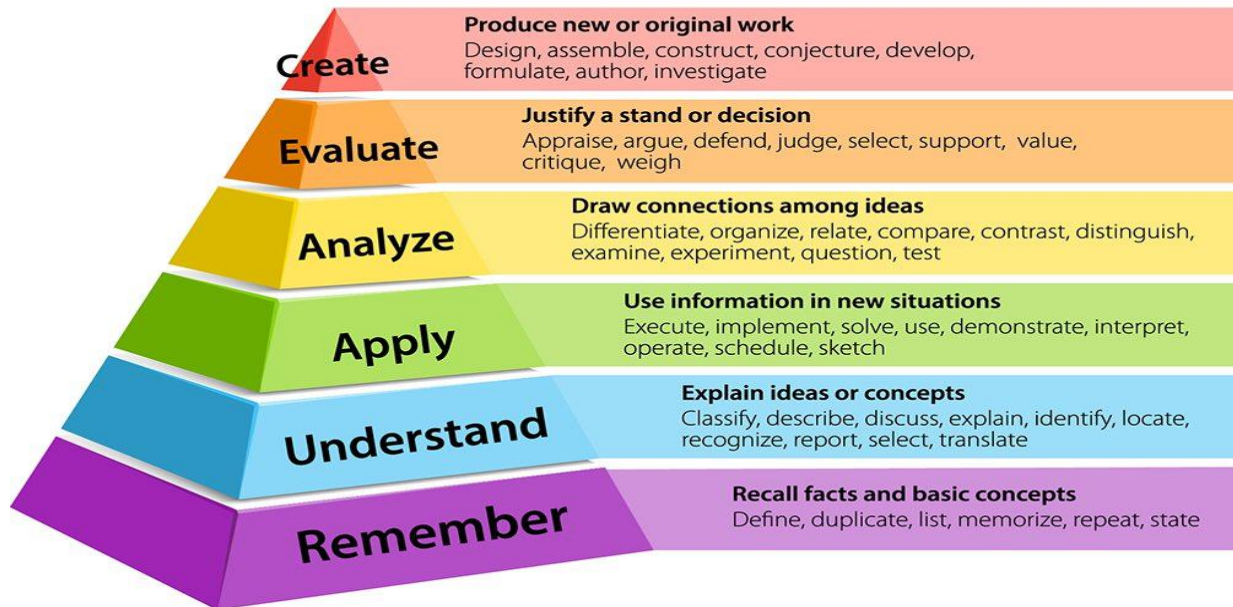 Create
Produce new or original work
Design, assemble, construct, conjecture, develop,
formulate, author, investigate
Evaluate
Justify a stand or decision
Appraise, argue, defend, judge, select, support, value,
critique, weigh
Analyze
Draw connections among ideas
Differentiate, organize, relate, compare, contrast, distinguish,
examine, experiment, question, test
Apply
Use information in new situations
Execute, implement, solve, use, demonstrate, interpret,
operate, schedule, sketch
Understand
Explain ideas or concepts
Classify, describe, discuss, explain, identify, locate,
recognize, report, select, translate
Remember
Recall facts and basic concepts
Define, duplicate, list, memorize, repeat, state